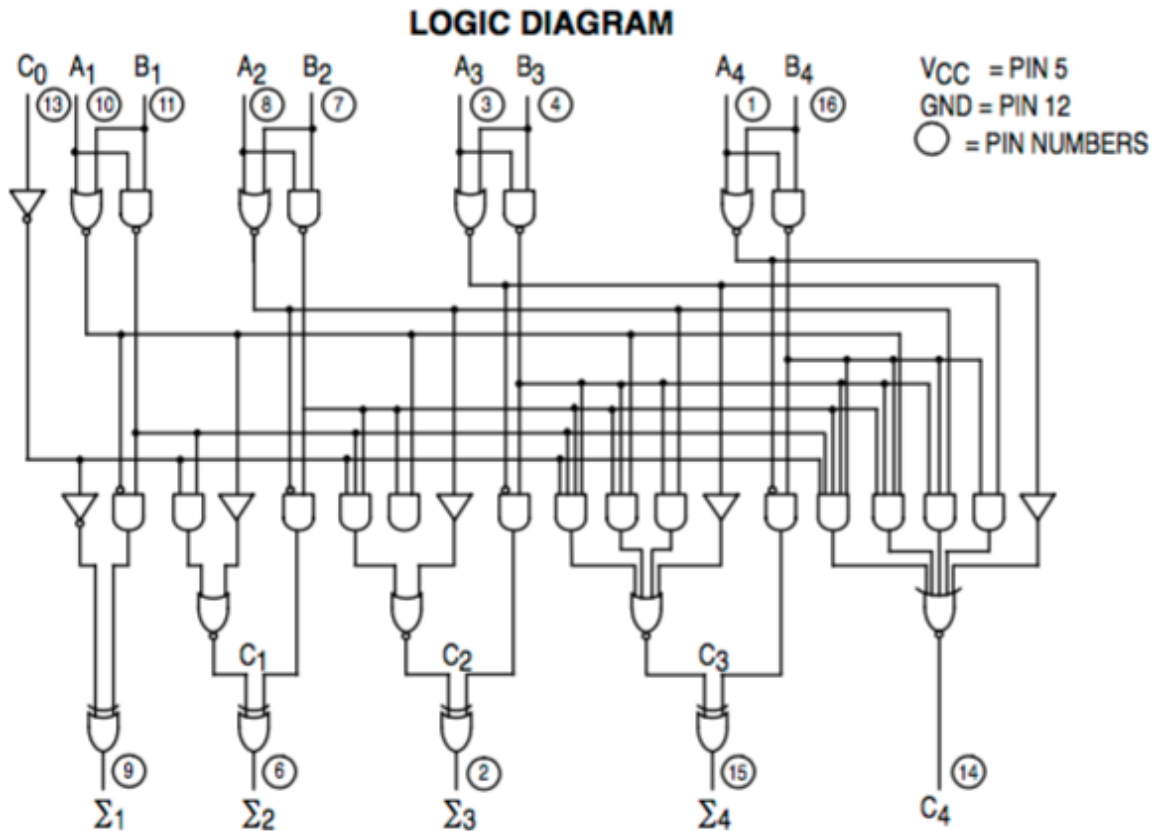 LOGIC DIAGRAM
C0 A1 B1 A2 B2 A3 B3 A4 B4
13 10 11 8 7 3 4 1 16
VCC = PIN 5
GND = PIN 12
= PIN NUMBERS
C1 C2 C3
9 6 2 15 14
Σ1 Σ2 Σ3 Σ4 C4